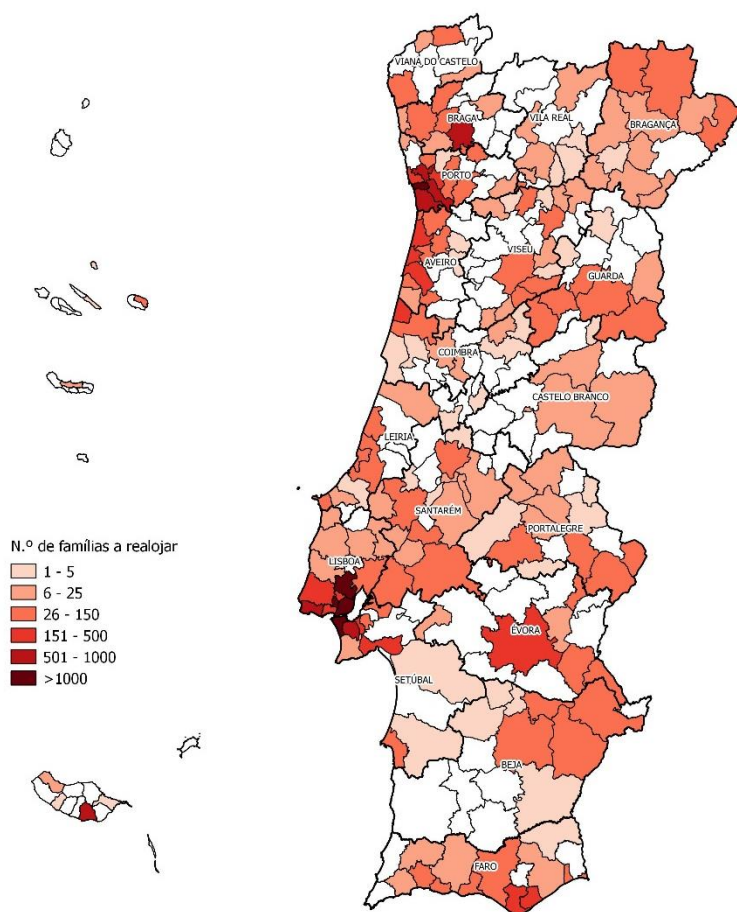 VIANA DO CASTELO
BRAGA
VILA REAL
BRAGANÇA
PORTO
AVEIRO
VISEU
GUARDA
COIMBRA
CASTELO BRANCO
LEIRIA
SANTARÉM
PORTALEGRE
LISBOA
ÉVORA
SETÚBAL
BEJA
FARO
N.º de famílias a realojar
1 - 5
6 - 25
26 - 150
151 - 500
501 - 1000
>1000